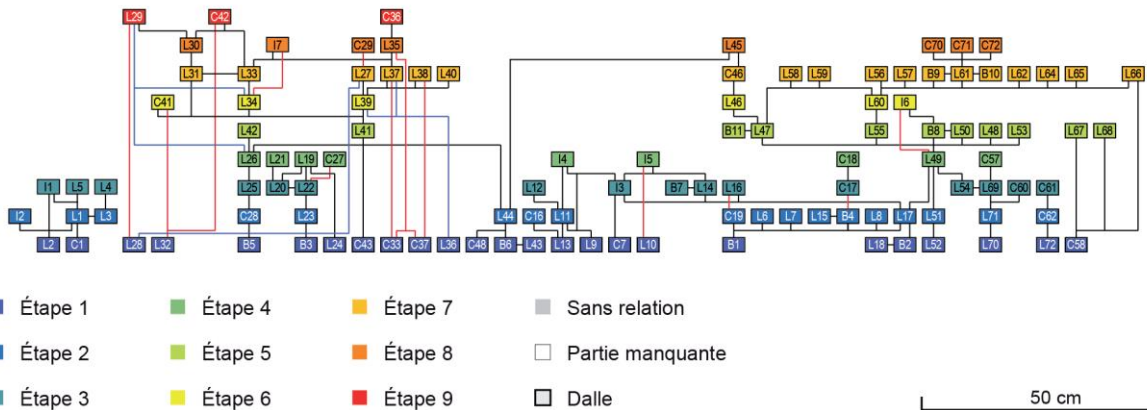 L29 C42 C36
L30 I7 C29 L35 L45 C70 C71 C72
L31 L33 L27 L37 L38 L40 C46 L58 L59 L56 L57 B9 L61 B10 L62 L64 L65 L66
C41 L34 L39 L46 L60 I6
L42 L41 B11 L47 L55 B8 L50 L48 L53 L67 L68
L26 L21 L19 C27 I4 I5 C18 L49 C57
I1 L5 L4 L25 L20 L22 L12 I3 B7 L14 L16 C17 L54 L69 C60 C61
I2 L1 L3 C28 L23 L44 C16 L11 C19 L6 L7 L15 B4 L8 L17 L51 L71 C62
L2 C1 L28 L32 B5 B3 L24 C43 C33 C37 L36 C48 B6 L43 L13 L9 C7 L10 B1 L18 B2 L52 L70 L72 C58
Étape 1 Étape 4 Étape 7 Sans relation
Étape 2 Étape 5 Étape 8 Partie manquante
Étape 3 Étape 6 Étape 9 Dalle 50 cm